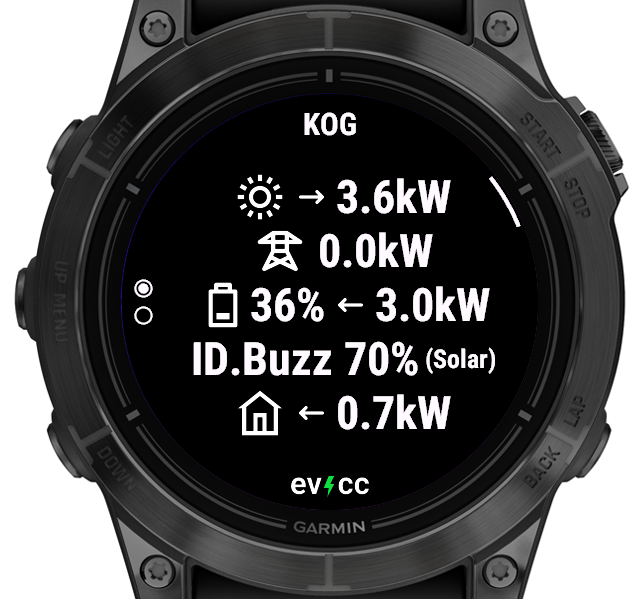 KOG
LIGHT
START
STOP
→ 3.6kW
0.0kW
UP·MENU
36% ← 3.0kW
ID.Buzz 70% (Solar)
← 0.7kW
LAP
DOWN
BACK
evcc
GARMIN